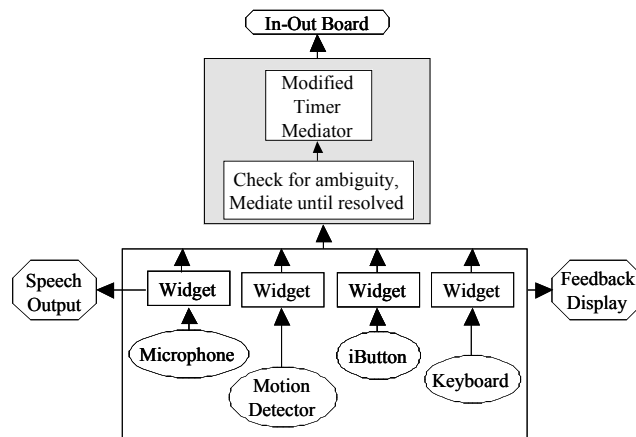 In-Out Board
Modified
Timer
Mediator
Check for ambiguity,
Mediate until resolved
Speech
Output
Widget
Widget
Widget
Widget
Feedback
Display
Microphone
Motion
Detector
iButton
Keyboard